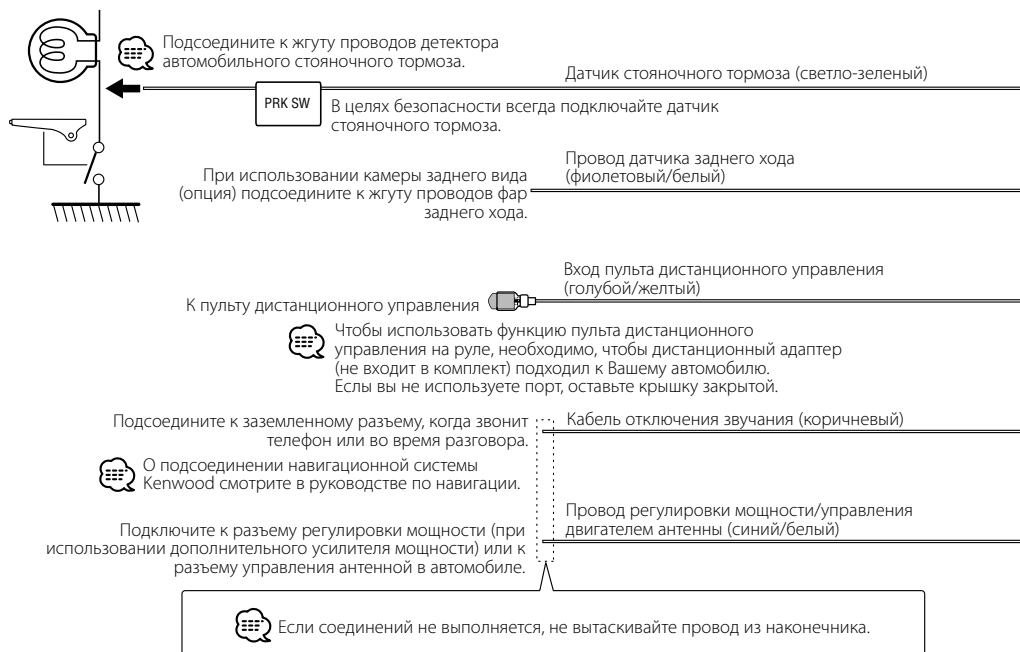 Подсоедините к жгуту проводов детектора
автомобильного стояночного тормоза.
Датчик стояночного тормоза (светло-зеленый)
PRK SW
В целях безопасности всегда подключайте датчик
стояночного тормоза.
Провод датчика заднего хода
(фиолетовый/белый)
При использовании камеры заднего вида
(опция) подсоедините к жгуту проводов фар
заднего хода.
Вход пульта дистанционного управления
(голубой/желтый)
К пульту дистанционного управления
Чтобы использовать функцию пульта дистанционного
управления на руле, необходимо, чтобы дистанционный адаптер
(не входит в комплект) подходил к Вашему автомобилю.
Еслы вы не используете порт, оставьте крышку закрытой.
Подсоедините к заземленному разъему, когда звонит
телефон или во время разговора.
Кабель отключения звучания (коричневый)
О подсоединении навигационной системы
Kenwood смотрите в руководстве по навигации.
Провод регулировки мощности/управления
двигателем антенны (синий/белый)
Подключите к разъему регулировки мощности (при
использовании дополнительного усилителя мощности) или к
разъему управления антенной в автомобиле.
Если соединений не выполняется, не вытаскивайте провод из наконечника.